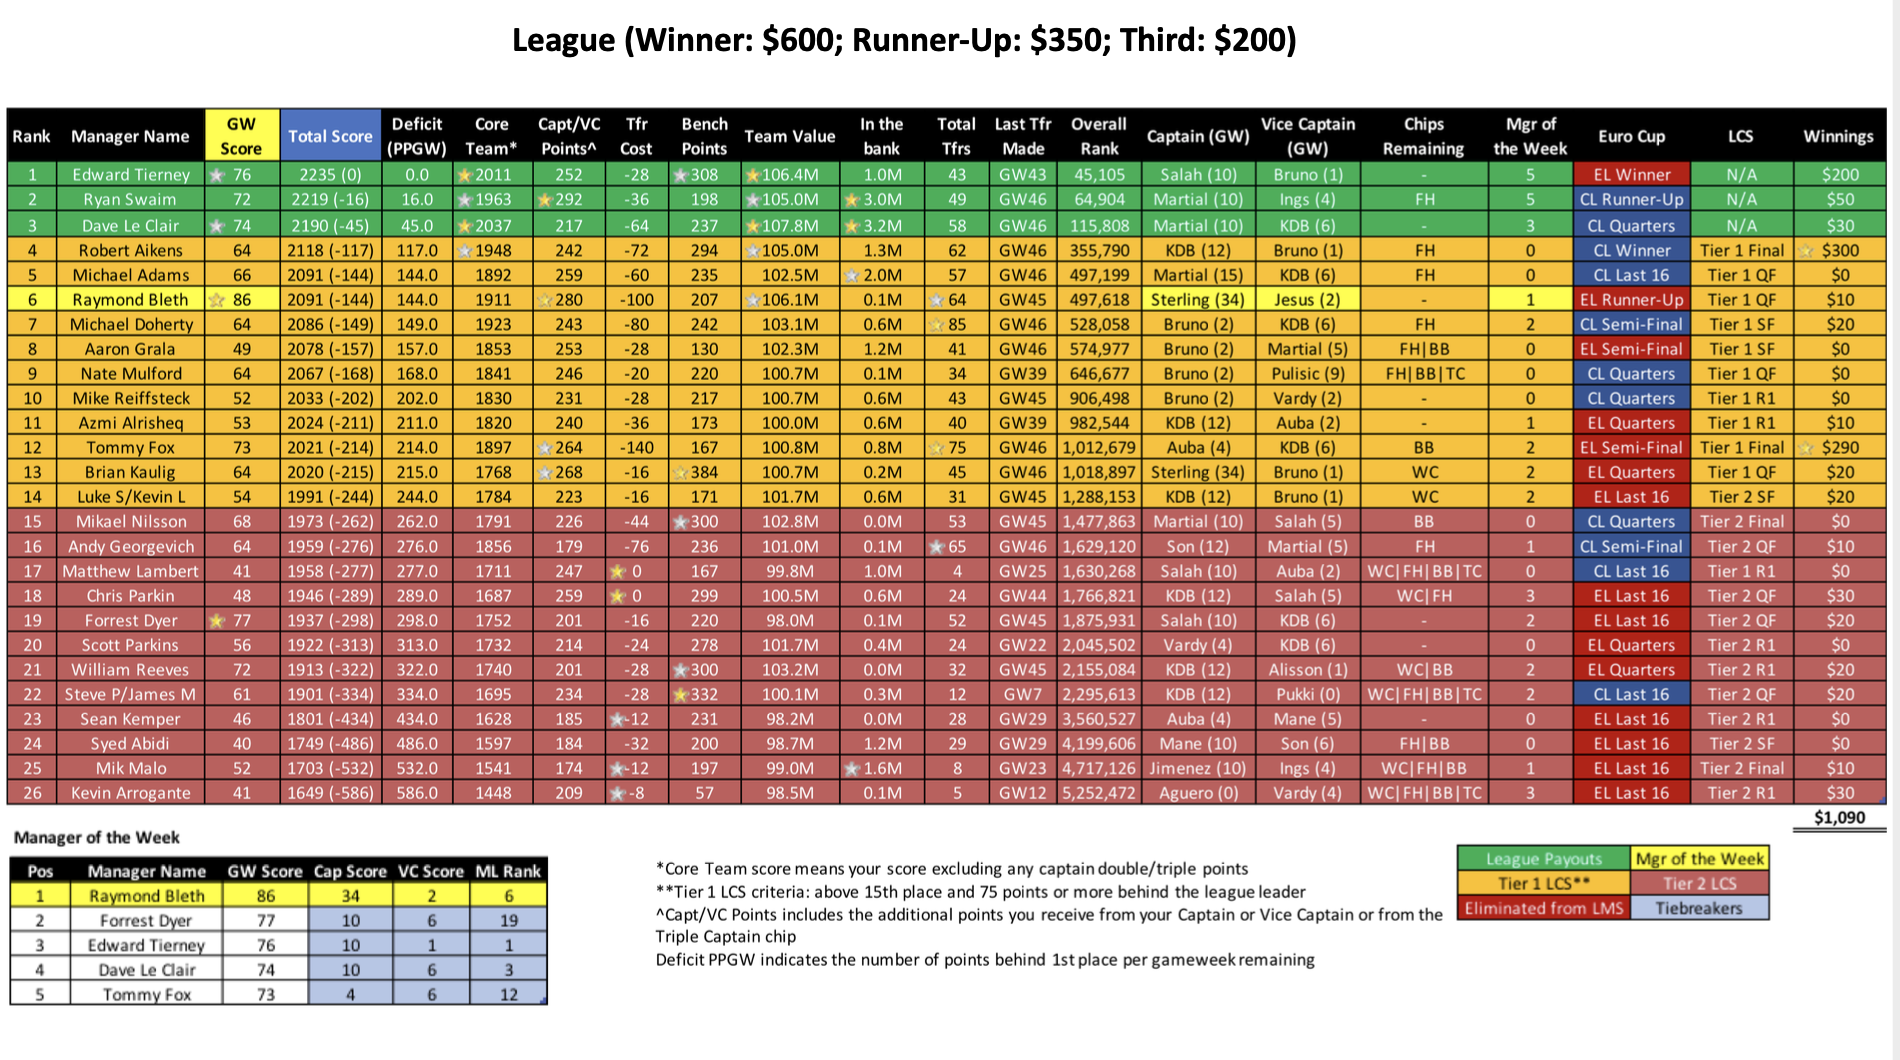 League (Winner: $600; Runner-Up: $350; Third: $200)
Rank Manager Name GW Score Total Score Deficit (PPGW) Core Team* Capt/VC Points^ Tfr Cost Bench Points Team Value In the bank Total Tfrs Last Tfr Made Overall Rank Captain (GW) Vice Captain (GW) Chips Remaining Mgr of the Week Euro Cup LCS Winnings
1 Edward Tierney 76 2235 (0) 0.0 2011 252 -28 308 106.4M 1.0M 43 GW43 45,105 Salah (10) Bruno (1) - 5 EL Winner N/A $200
2 Ryan Swaim 72 2219 (-16) 16.0 1963 292 -36 198 105.0M 3.0M 49 GW46 64,904 Martial (10) Ings (4) FH 5 CL Runner-Up N/A $50
3 Dave Le Clair 74 2190 (-45) 45.0 2037 217 -64 237 107.8M 3.2M 58 GW46 115,808 Martial (10) KDB (6) - 3 CL Quarters N/A $30
4 Robert Aikens 64 2118 (-117) 117.0 1948 242 -72 294 105.0M 1.3M 62 GW46 355,790 KDB (12) Bruno (1) FH 0 CL Winner Tier 1 Final $300
5 Michael Adams 66 2091 (-144) 144.0 1892 259 -60 235 102.5M 2.0M 57 GW46 497,199 Martial (15) KDB (6) FH 0 CL Last 16 Tier 1 QF $0
6 Raymond Bleth 86 2091 (-144) 144.0 1911 280 -100 207 106.1M 0.1M 64 GW45 497,618 Sterling (34) Jesus (2) - 1 EL Runner-Up Tier 1 QF $10
7 Michael Doherty 64 2086 (-149) 149.0 1923 243 -80 242 103.1M 0.6M 85 GW46 528,058 Bruno (2) KDB (6) FH 2 CL Semi-Final Tier 1 SF $20
8 Aaron Grala 49 2078 (-157) 157.0 1853 253 -28 130 102.3M 1.2M 41 GW46 574,977 Bruno (2) Martial (5) FH|BB 0 EL Semi-Final Tier 1 SF $0
9 Nate Mulford 64 2067 (-168) 168.0 1841 246 -20 220 100.7M 0.1M 34 GW39 646,677 Bruno (2) Pulisic (9) FH|BB|TC 0 CL Quarters Tier 1 QF $0
10 Mike Reiffsteck 52 2033 (-202) 202.0 1830 231 -28 217 100.7M 0.6M 43 GW45 906,498 Bruno (2) Vardy (2) - 0 CL Quarters Tier 1 R1 $0
11 Azmi Alrisheq 53 2024 (-211) 211.0 1820 240 -36 173 100.0M 0.6M 40 GW39 982,544 KDB (12) Auba (2) - 1 EL Quarters Tier 1 R1 $10
12 Tommy Fox 73 2021 (-214) 214.0 1897 264 -140 167 100.8M 0.8M 75 GW46 1,012,679 Auba (4) KDB (6) BB 2 EL Semi-Final Tier 1 Final $290
13 Brian Kaulig 64 2020 (-215) 215.0 1768 268 -16 384 100.7M 0.2M 45 GW46 1,018,897 Sterling (34) Bruno (1) WC 2 EL Quarters Tier 1 QF $20
14 Luke S/Kevin L 54 1991 (-244) 244.0 1784 223 -16 171 101.7M 0.6M 31 GW45 1,288,153 KDB (12) Bruno (1) WC 2 EL Last 16 Tier 2 SF $20
15 Mikael Nilsson 68 1973 (-262) 262.0 1791 226 -44 300 102.8M 0.0M 53 GW45 1,477,863 Martial (10) Salah (5) BB 0 CL Quarters Tier 2 Final $0
16 Andy Georgevich 64 1959 (-276) 276.0 1856 179 -76 236 101.0M 0.1M 65 GW46 1,629,120 Son (12) Martial (5) FH 1 CL Semi-Final Tier 2 QF $10
17 Matthew Lambert 41 1958 (-277) 277.0 1711 247 0 167 99.8M 1.0M 4 GW25 1,630,268 Salah (10) Auba (2) WC|FH|BB|TC 0 CL Last 16 Tier 1 R1 $0
18 Chris Parkin 48 1946 (-289) 289.0 1687 259 0 299 100.5M 0.6M 24 GW44 1,766,821 KDB (12) Salah (5) WC|FH 3 EL Last 16 Tier 2 QF $30
19 Forrest Dyer 77 1937 (-298) 298.0 1752 201 -16 220 98.0M 0.1M 52 GW45 1,875,931 Salah (10) KDB (6) - 2 EL Last 16 Tier 2 QF $20
20 Scott Parkins 56 1922 (-313) 313.0 1732 214 -24 278 101.7M 0.4M 24 GW22 2,045,502 Vardy (4) KDB (6) - 0 EL Quarters Tier 2 R1 $0
21 William Reeves 72 1913 (-322) 322.0 1740 201 -28 300 103.2M 0.0M 32 GW45 2,155,084 KDB (12) Alisson (1) WC|BB 2 EL Quarters Tier 2 R1 $20
22 Steve P/James M 61 1901 (-334) 334.0 1695 234 -28 332 100.1M 0.3M 12 GW7 2,295,613 KDB (12) Pukki (0) WC|FH|BB|TC 2 CL Last 16 Tier 2 QF $20
23 Sean Kemper 46 1801 (-434) 434.0 1628 185 -12 231 98.2M 0.0M 28 GW29 3,560,527 Auba (4) Mane (5) - 0 EL Last 16 Tier 2 R1 $0
24 Syed Abidi 40 1749 (-486) 486.0 1597 184 -32 200 98.7M 1.2M 29 GW29 4,199,606 Mane (10) Son (6) FH|BB 0 EL Last 16 Tier 2 SF $0
25 Mik Malo 52 1703 (-532) 532.0 1541 174 -12 197 99.0M 1.6M 8 GW23 4,717,126 Jimenez (10) Ings (4) WC|FH|BB 1 EL Last 16 Tier 2 Final $10
26 Kevin Arrogante 41 1649 (-586) 586.0 1448 209 -8 57 98.5M 0.1M 5 GW12 5,252,472 Aguero (0) Vardy (4) WC|FH|BB|TC 3 EL Last 16 Tier 2 R1 $30
$1,090
Manager of the Week
Pos Manager Name GW Score Cap Score VC Score ML Rank
1 Raymond Bleth 86 34 2 6
2 Forrest Dyer 77 10 6 19
3 Edward Tierney 76 10 1 1
4 Dave Le Clair 74 10 6 3
5 Tommy Fox 73 4 6 12
*Core Team score means your score excluding any captain double/triple points
**Tier 1 LCS criteria: above 15th place and 75 points or more behind the league leader
^Capt/VC Points includes the additional points you receive from your Captain or Vice Captain or from the
Triple Captain chip
Deficit PPGW indicates the number of points behind 1st place per gameweek remaining
League Payouts Mgr of the Week
Tier 1 LCS** Tier 2 LCS
Eliminated from LMS Tiebreakers